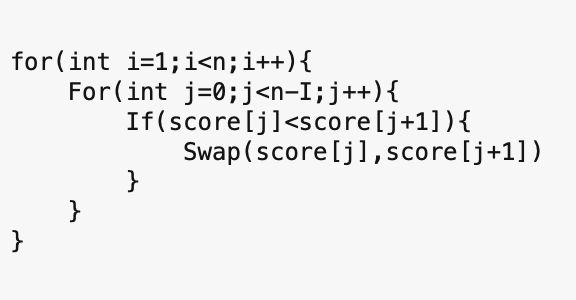 for(int i=1;i<n;i++){
    For(int j=0;j<n-I;j++){
        If(score[j]<score[j+1]){
            Swap(score[j],score[j+1])
        }
    }
}